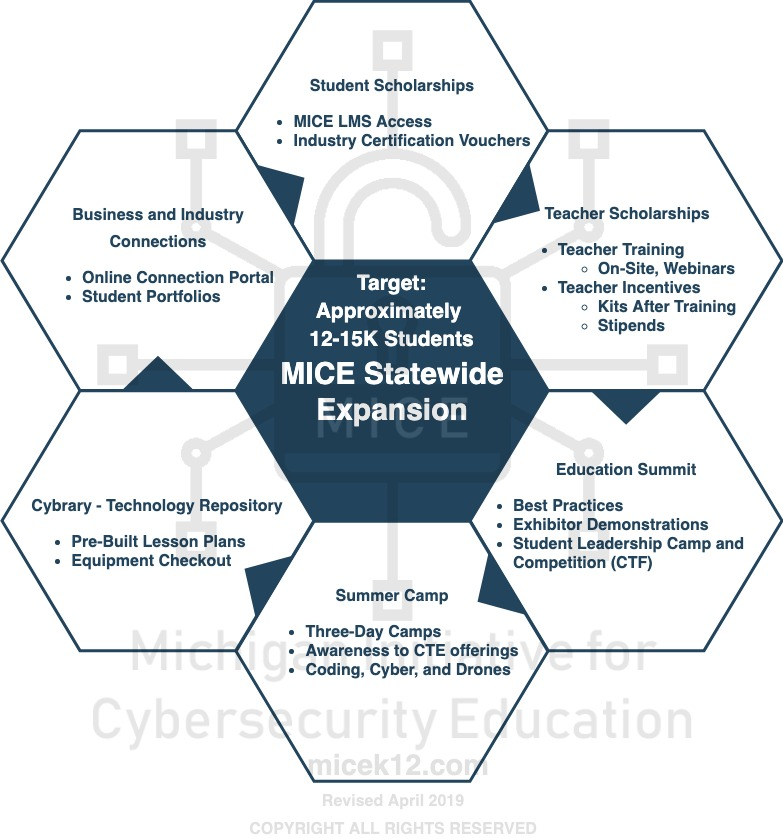 Student Scholarships
• MICE LMS Access
• Industry Certification Vouchers
Business and Industry
Connections
• Online Connection Portal
• Student Portfolios
Teacher Scholarships
• Teacher Training
○ On-Site, Webinars
• Teacher Incentives
○ Kits After Training
○ Stipends
Target:
Approximately
12-15K Students
MICE Statewide
Expansion
MICE
Cybrary - Technology Repository
• Pre-Built Lesson Plans
• Equipment Checkout
Education Summit
• Best Practices
• Exhibitor Demonstrations
• Student Leadership Camp and
Competition (CTF)
Summer Camp
• Three-Day Camps
• Awareness to CTE offerings
• Coding, Cyber, and Drones
Michigan Initiative for
Cybersecurity Education
micek12.com
Revised April 2019
COPYRIGHT ALL RIGHTS RESERVED